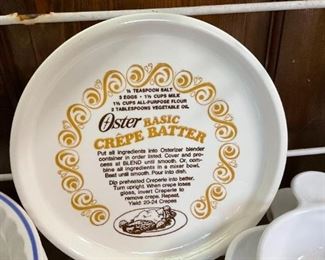 ¼ TEASPOON SALT
3 EGGS • 1½ CUPS MILK
1½ CUPS ALL-PURPOSE FLOUR
2 TABLESPOONS VEGETABLE OIL
Oster BASIC
CRÊPE BATTER
Put all ingredients into Osterizer blender
container in order listed. Cover and pro-
cess at BLEND until smooth. Or, com-
bine all ingredients in a mixer bowl.
Beat until smooth. Pour into dish.
Dip preheated Creperie into batter.
Turn upright. When crepe loses
gloss, invert Creperie to
remove crepe. Repeat.
Yield 20-24 Crepes